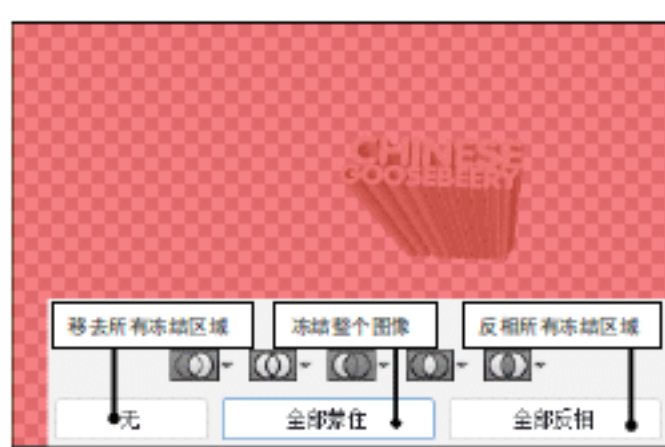 CHINESE
GOOSEBEERY
移去所有冻结区域
冻结整个图像
反相所有冻结区域
无
全部蒙住
全部反相